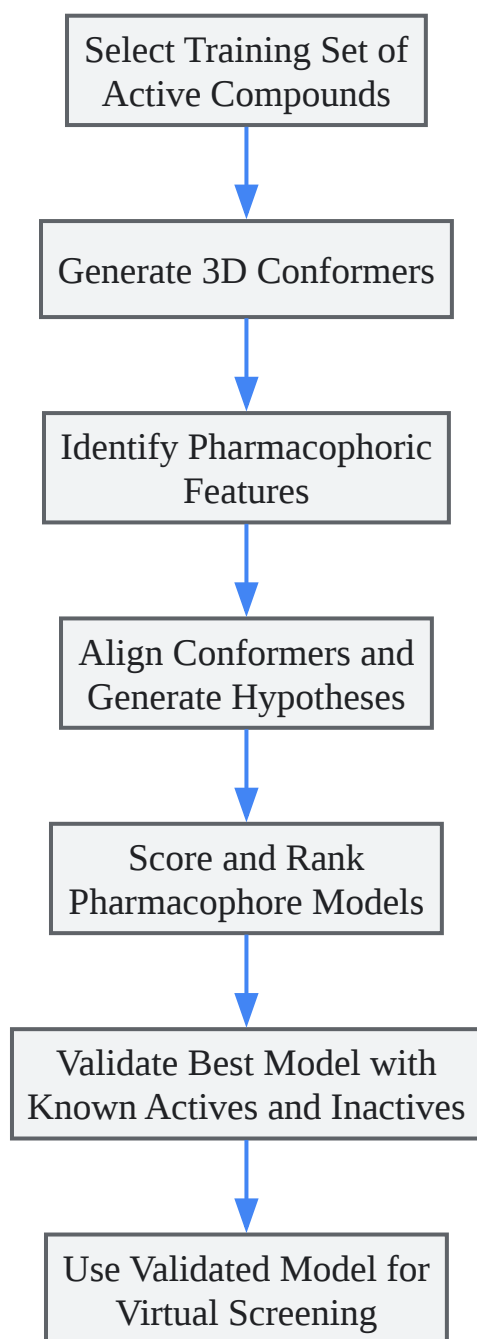 Select Training Set of
Active Compounds
Generate 3D Conformers
Identify Pharmacophoric
Features
Align Conformers and
Generate Hypotheses
Score and Rank
Pharmacophore Models
Validate Best Model with
Known Actives and Inactives
Use Validated Model for
Virtual Screening